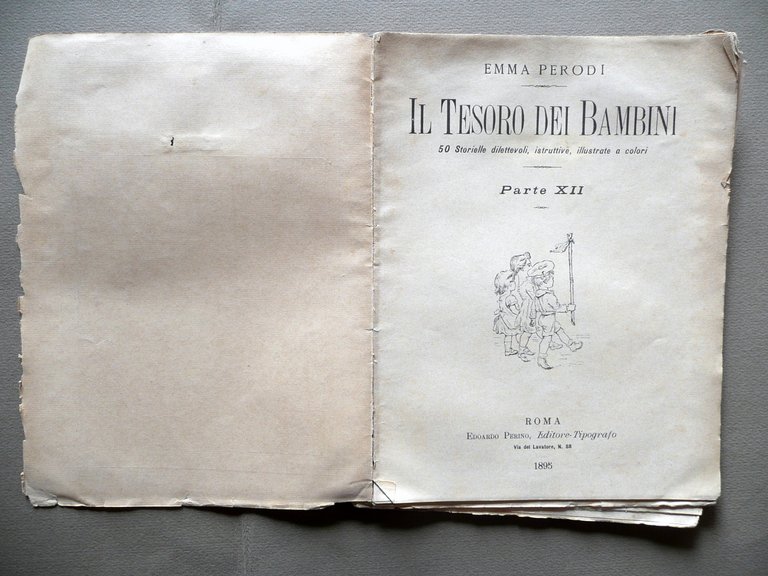 EMMA PERODI
IL TESORO DEI BAMBINI
50 Storielle dilettevoli, istruttive, illustrate a colori
Parte XII
ROMA
EDOARDO PERINO, Editore-Tipografo
Via del Lavatore, N. 88
1895